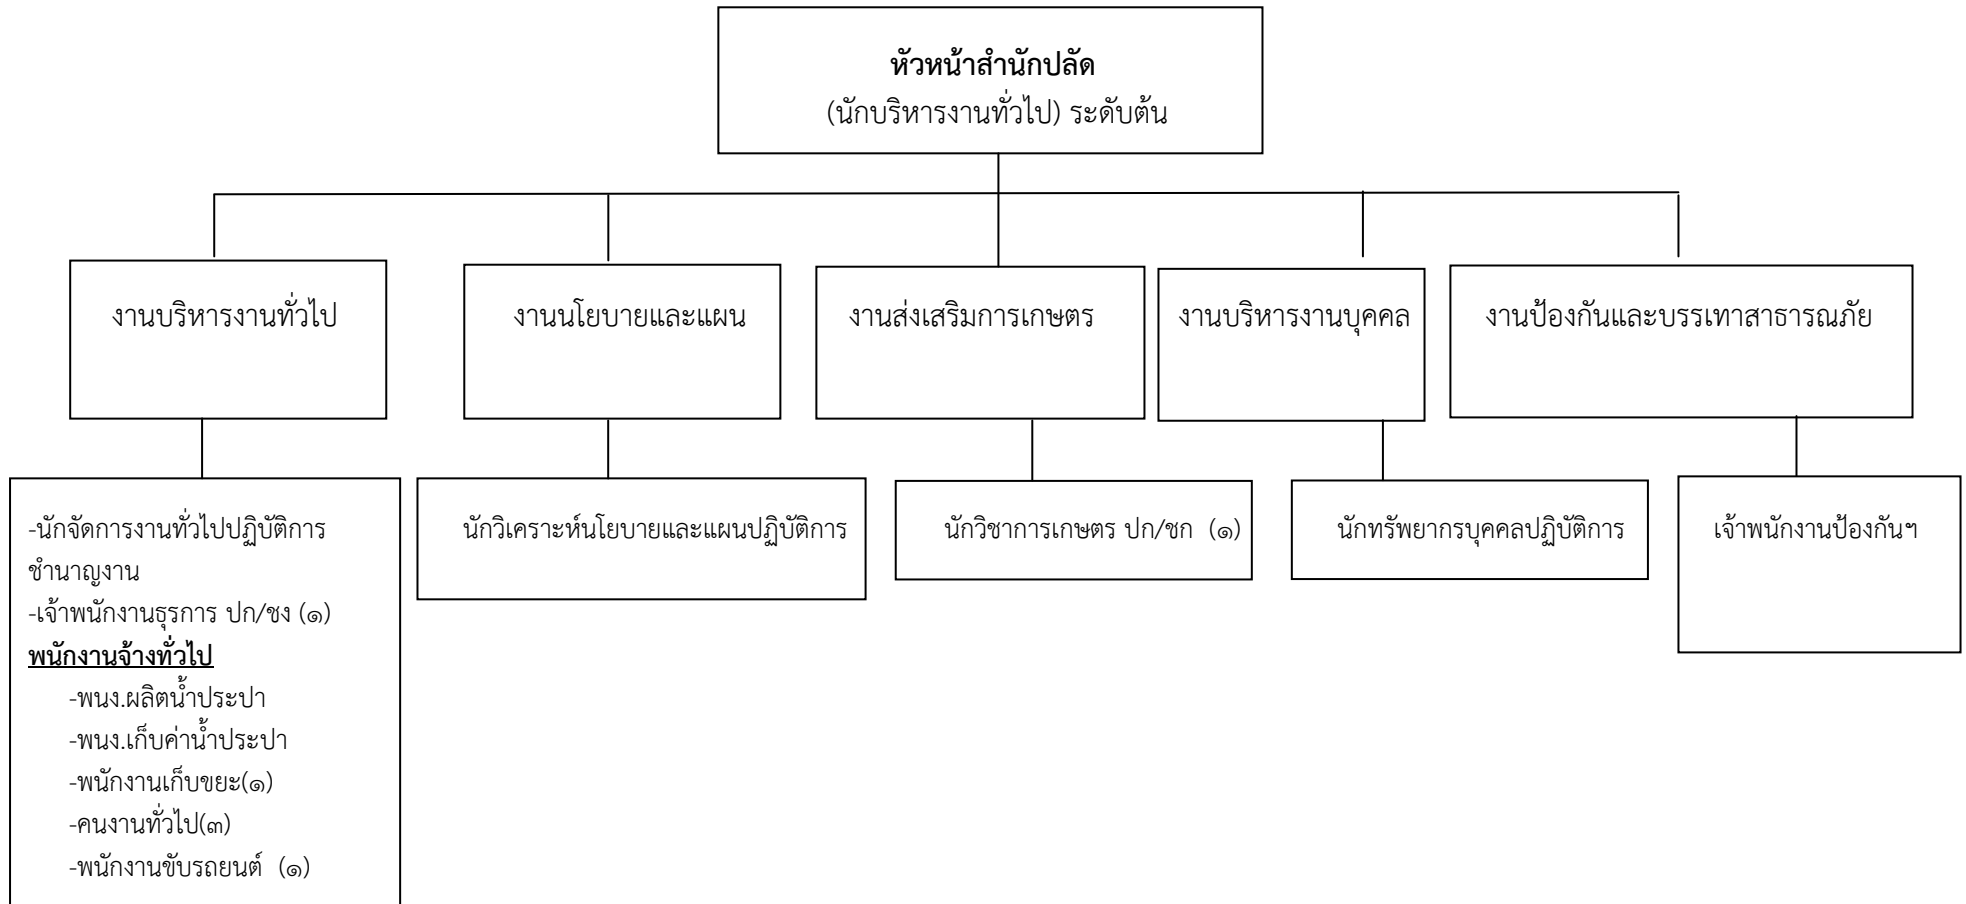 หัวหน้าสำนักปลัด
(นักบริหารงานทั่วไป) ระดับต้น
งานบริหารงานทั่วไป
งานนโยบายและแผน
งานส่งเสริมการเกษตร
งานบริหารงานบุคคล
งานป้องกันและบรรเทาสาธารณภัย
-นักจัดการงานทั่วไปปฏิบัติการ
ชำนาญงาน
-เจ้าพนักงานธุรการ ปก/ชง (๑)
พนักงานจ้างทั่วไป
-พนง.ผลิตน้ำประปา
-พนง.เก็บค่าน้ำประปา
-พนักงานเก็บขยะ(๑)
-คนงานทั่วไป(๓)
-พนักงานขับรถยนต์ (๑)
นักวิเคราะห์นโยบายและแผนปฏิบัติการ
นักวิชาการเกษตร ปก/ชก (๑)
นักทรัพยากรบุคคลปฏิบัติการ
เจ้าพนักงานป้องกันฯ